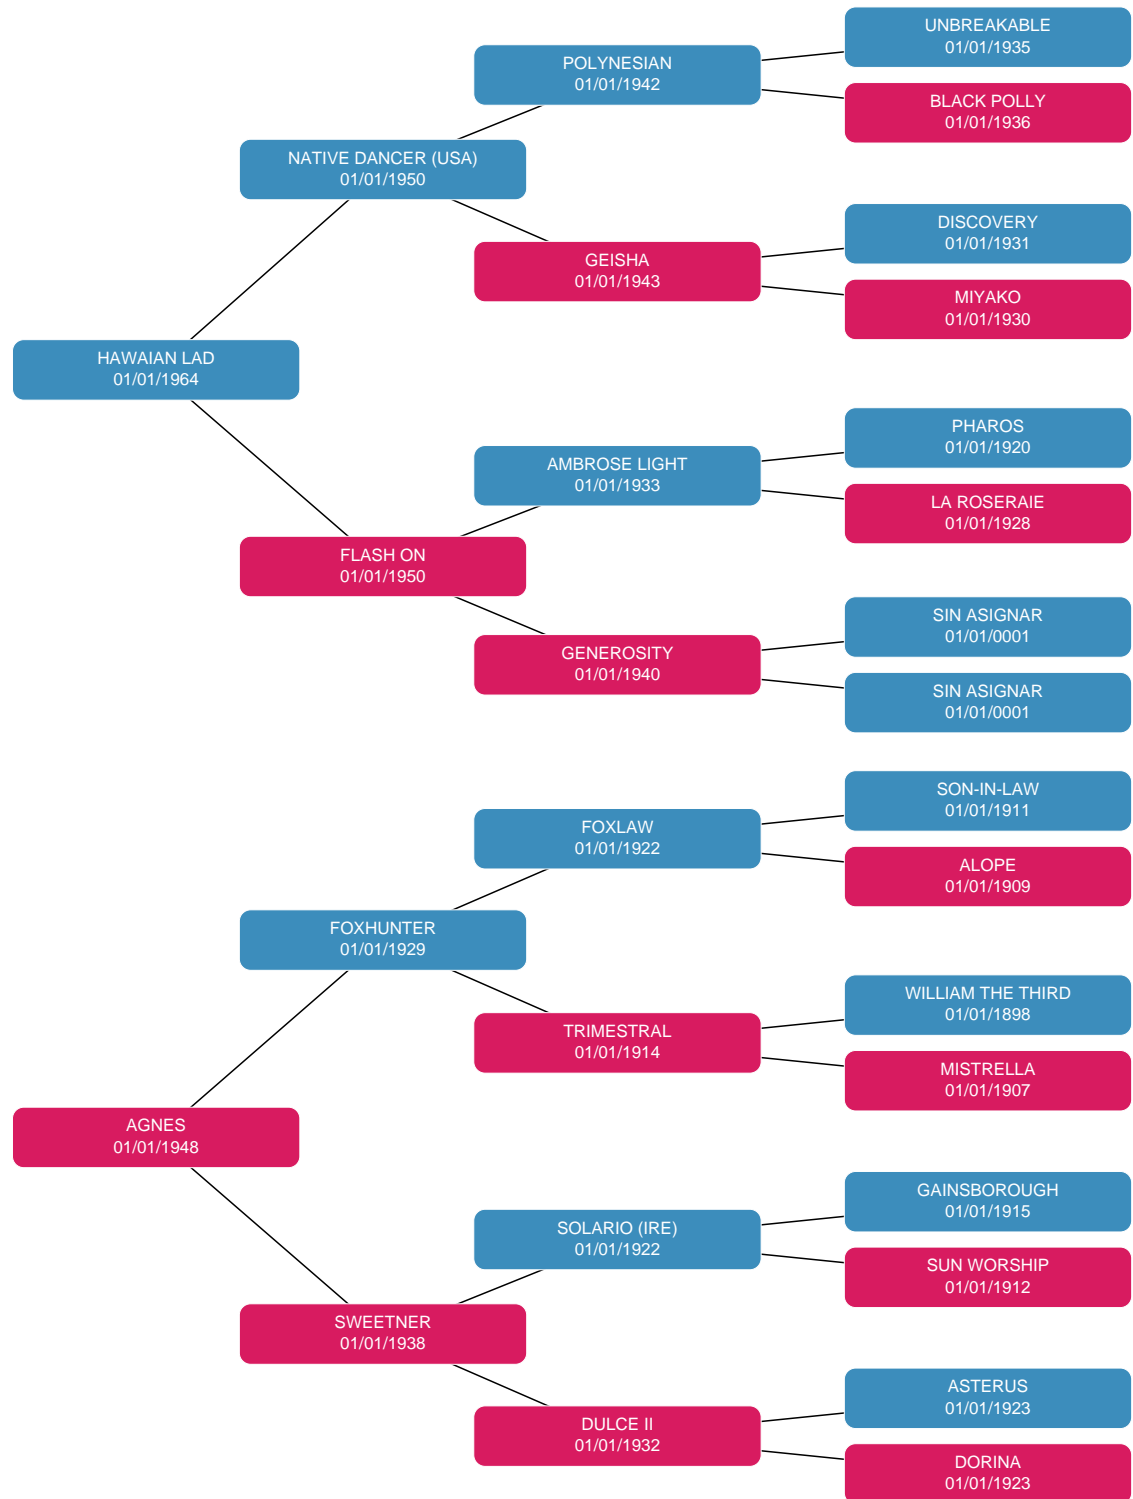 UNBREAKABLE
01/01/1935
POLYNESIAN
01/01/1942
BLACK POLLY
01/01/1936
NATIVE DANCER (USA)
01/01/1950
DISCOVERY
01/01/1931
GEISHA
01/01/1943
MIYAKO
01/01/1930
HAWAIAN LAD
01/01/1964
PHAROS
01/01/1920
AMBROSE LIGHT
01/01/1933
LA ROSERAIE
01/01/1928
FLASH ON
01/01/1950
SIN ASIGNAR
01/01/0001
GENEROSITY
01/01/1940
SIN ASIGNAR
01/01/0001
SON-IN-LAW
01/01/1911
FOXLAW
01/01/1922
ALOPE
01/01/1909
FOXHUNTER
01/01/1929
WILLIAM THE THIRD
01/01/1898
TRIMESTRAL
01/01/1914
MISTRELLA
01/01/1907
AGNES
01/01/1948
GAINSBOROUGH
01/01/1915
SOLARIO (IRE)
01/01/1922
SUN WORSHIP
01/01/1912
SWEETNER
01/01/1938
ASTERUS
01/01/1923
DULCE II
01/01/1932
DORINA
01/01/1923